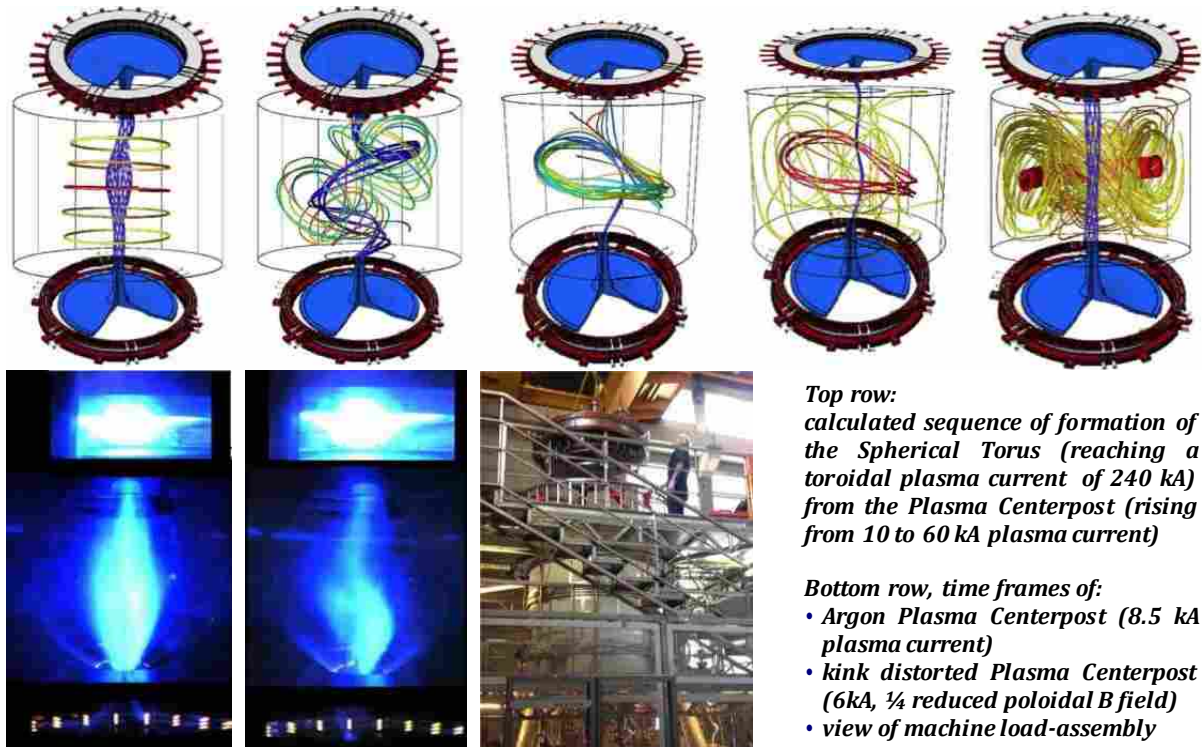 Top row:
calculated sequence of formation of
the Spherical Torus (reaching a
toroidal plasma current of 240 kA)
from the Plasma Centerpost (rising
from 10 to 60 kA plasma current)
Bottom row, time frames of:
• Argon Plasma Centerpost (8.5 kA
plasma current)
• kink distorted Plasma Centerpost
(6kA, ¼ reduced poloidal B field)
• view of machine load-assembly